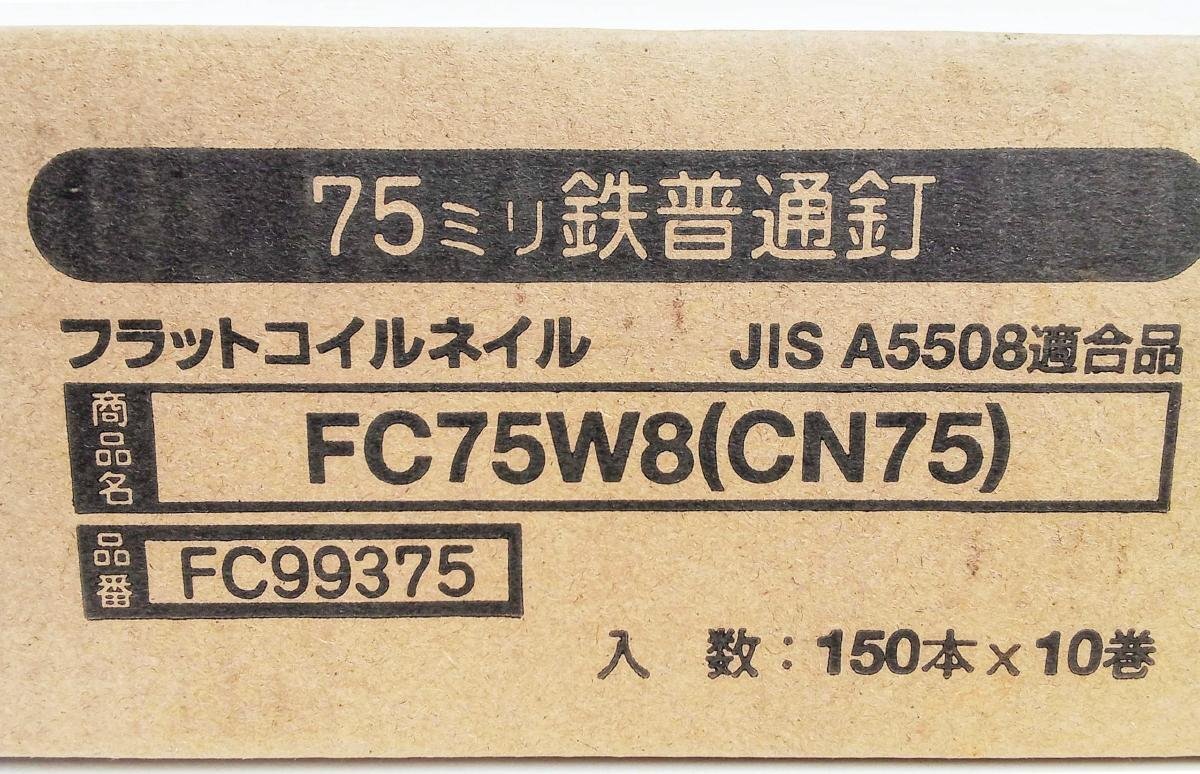 75ミリ鉄普通釘
フラットコイルネイル JIS A5508適合品
商品名 FC75W8(CN75)
品番 FC99375
入 数：150本×10巻